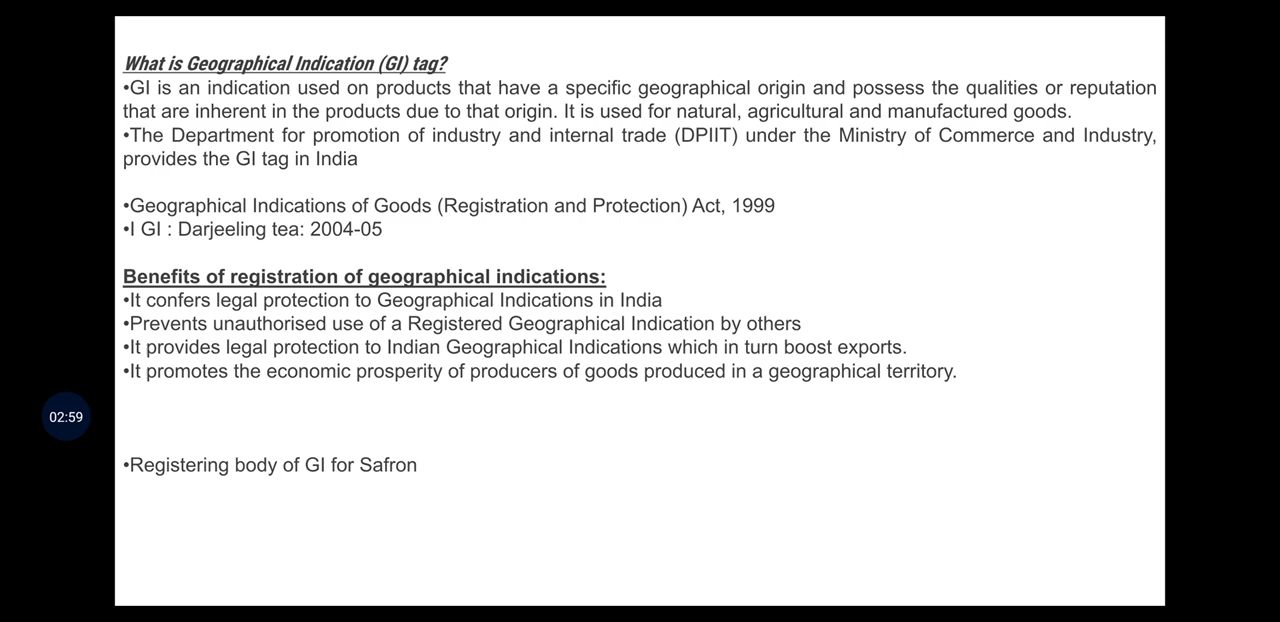 What is Geographical Indication (GI) tag?
•GI is an indication used on products that have a specific geographical origin and possess the qualities or reputation
that are inherent in the products due to that origin. It is used for natural, agricultural and manufactured goods.
•The Department for promotion of industry and internal trade (DPIIT) under the Ministry of Commerce and Industry,
provides the GI tag in India
•Geographical Indications of Goods (Registration and Protection) Act, 1999
•I GI : Darjeeling tea: 2004-05
Benefits of registration of geographical indications:
•It confers legal protection to Geographical Indications in India
•Prevents unauthorised use of a Registered Geographical Indication by others
•It provides legal protection to Indian Geographical Indications which in turn boost exports.
•It promotes the economic prosperity of producers of goods produced in a geographical territory.
02:59
•Registering body of GI for Safron